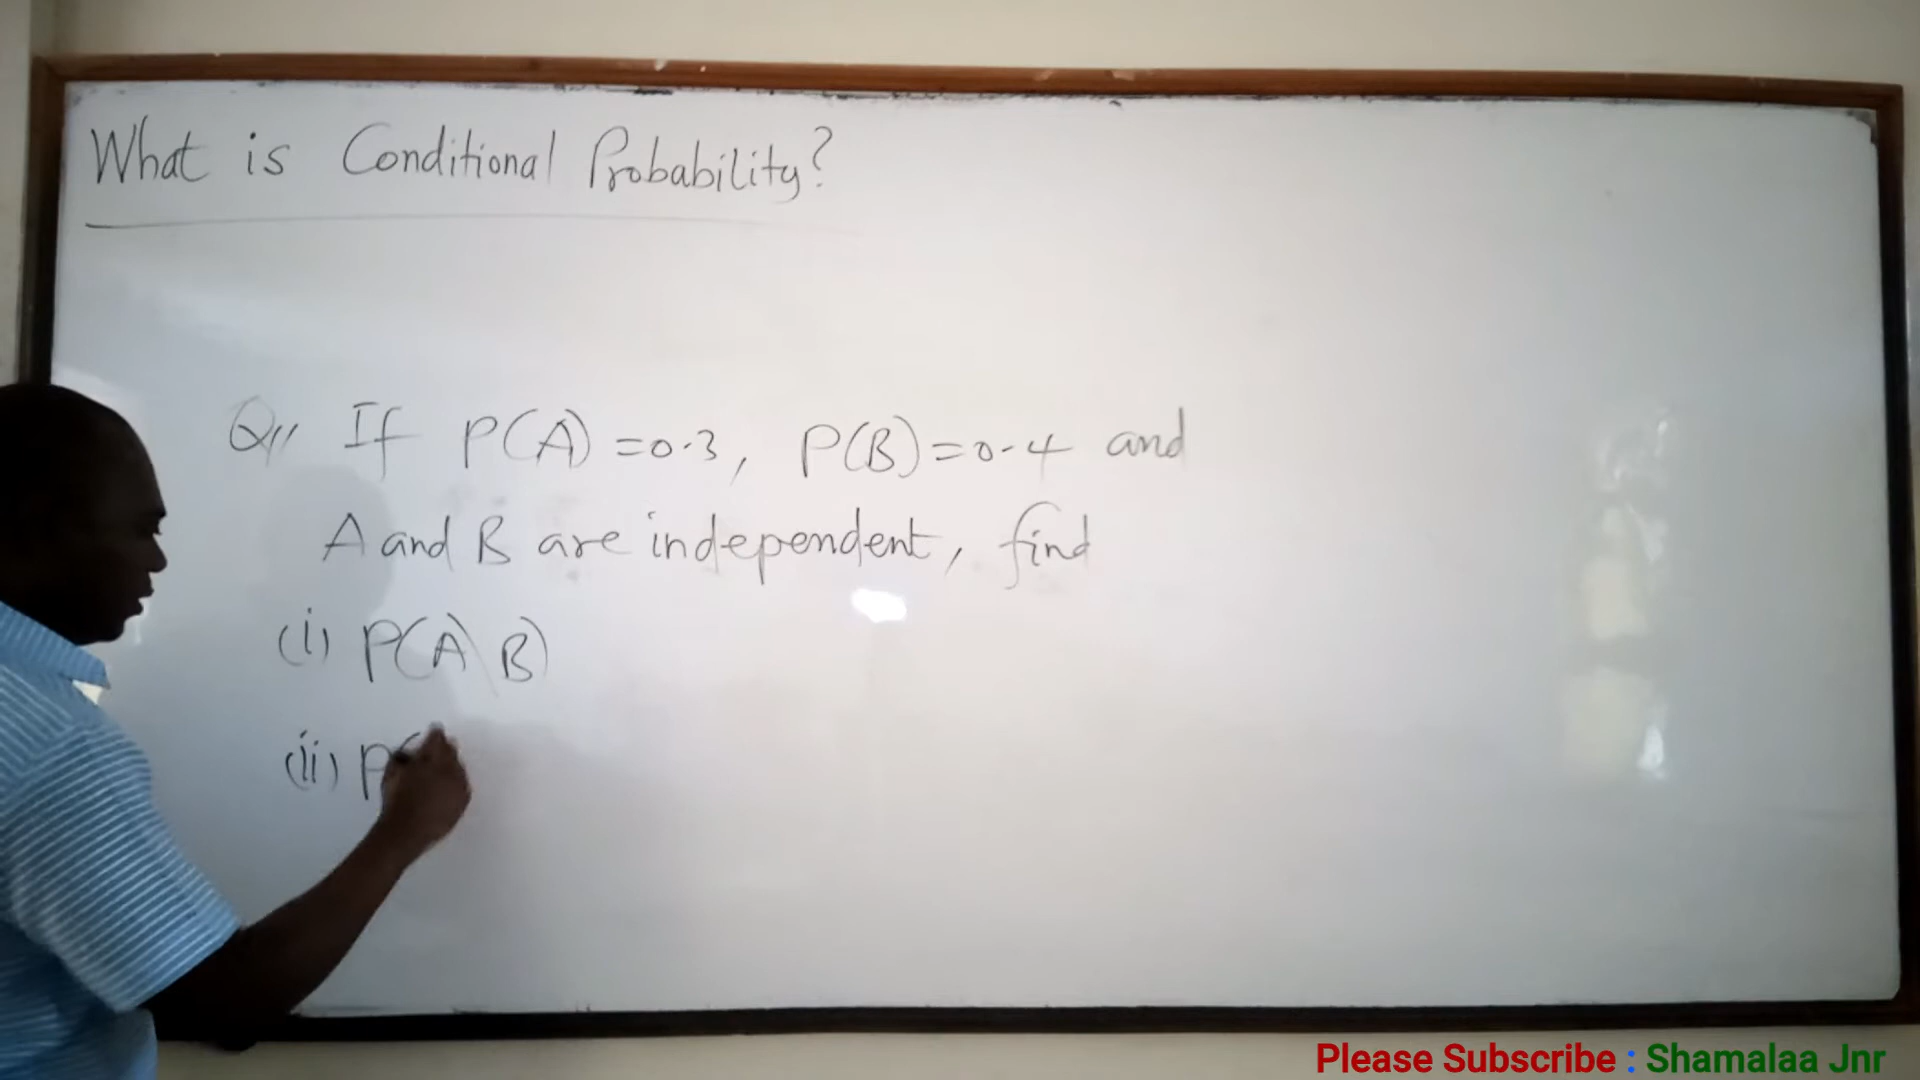 What is Conditional Probability?
Q// If P(A) =0.3, P(B)=0.4 and
A and B are independent, find
(i) P(A\B)
(ii) P(
Please Subscribe : Shamalaa Jnr